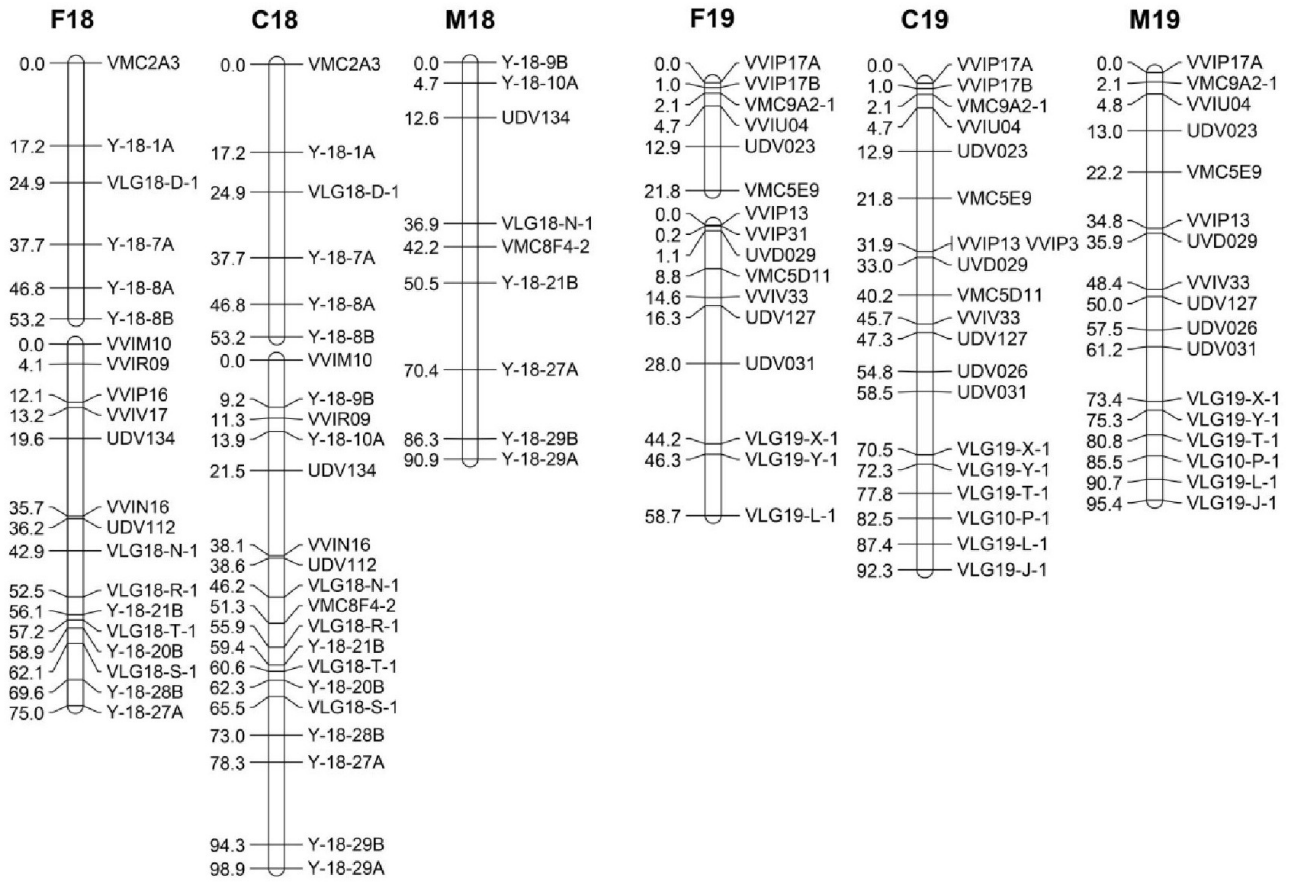 F18
0.0 VMC2A3
17.2 Y-18-1A
24.9 VLG18-D-1
37.7 Y-18-7A
46.8 Y-18-8A
53.2 Y-18-8B
0.0 VVIM10
4.1 VVIR09
12.1 VVIP16
13.2 VVIV17
19.6 UDV134
35.7 VVIN16
36.2 UDV112
42.9 VLG18-N-1
52.5 VLG18-R-1
56.1 Y-18-21B
57.2 VLG18-T-1
58.9 Y-18-20B
62.1 VLG18-S-1
69.6 Y-18-28B
75.0 Y-18-27A
C18
0.0 VMC2A3
17.2 Y-18-1A
24.9 VLG18-D-1
37.7 Y-18-7A
46.8 Y-18-8A
53.2 Y-18-8B
0.0 VVIM10
9.2 Y-18-9B
11.3 VVIR09
13.9 Y-18-10A
21.5 UDV134
38.1 VVIN16
38.6 UDV112
46.2 VLG18-N-1
51.3 VMC8F4-2
55.9 VLG18-R-1
59.4 Y-18-21B
60.6 VLG18-T-1
62.3 Y-18-20B
65.5 VLG18-S-1
73.0 Y-18-28B
78.3 Y-18-27A
94.3 Y-18-29B
98.9 Y-18-29A
M18
0.0 Y-18-9B
4.7 Y-18-10A
12.6 UDV134
36.9 VLG18-N-1
42.2 VMC8F4-2
50.5 Y-18-21B
70.4 Y-18-27A
86.3 Y-18-29B
90.9 Y-18-29A
F19
0.0 VVIP17A
1.0 VVIP17B
2.1 VMC9A2-1
4.7 VVIU04
12.9 UDV023
21.8 VMC5E9
0.0 VVIP13
0.2 VVIP31
1.1 UVD029
8.8 VMC5D11
14.6 VVIV33
16.3 UDV127
28.0 UDV031
44.2 VLG19-X-1
46.3 VLG19-Y-1
58.7 VLG19-L-1
C19
0.0 VVIP17A
1.0 VVIP17B
2.1 VMC9A2-1
4.7 VVIU04
12.9 UDV023
21.8 VMC5E9
31.9 VVIP13 VVIP3
33.0 UVD029
40.2 VMC5D11
45.7 VVIV33
47.3 UDV127
54.8 UDV026
58.5 UDV031
70.5 VLG19-X-1
72.3 VLG19-Y-1
77.8 VLG19-T-1
82.5 VLG10-P-1
87.4 VLG19-L-1
92.3 VLG19-J-1
M19
0.0 VVIP17A
2.1 VMC9A2-1
4.8 VVIU04
13.0 UDV023
22.2 VMC5E9
34.8 VVIP13
35.9 UVD029
48.4 VVIV33
50.0 UDV127
57.5 UDV026
61.2 UDV031
73.4 VLG19-X-1
75.3 VLG19-Y-1
80.8 VLG19-T-1
85.5 VLG10-P-1
90.7 VLG19-L-1
95.4 VLG19-J-1